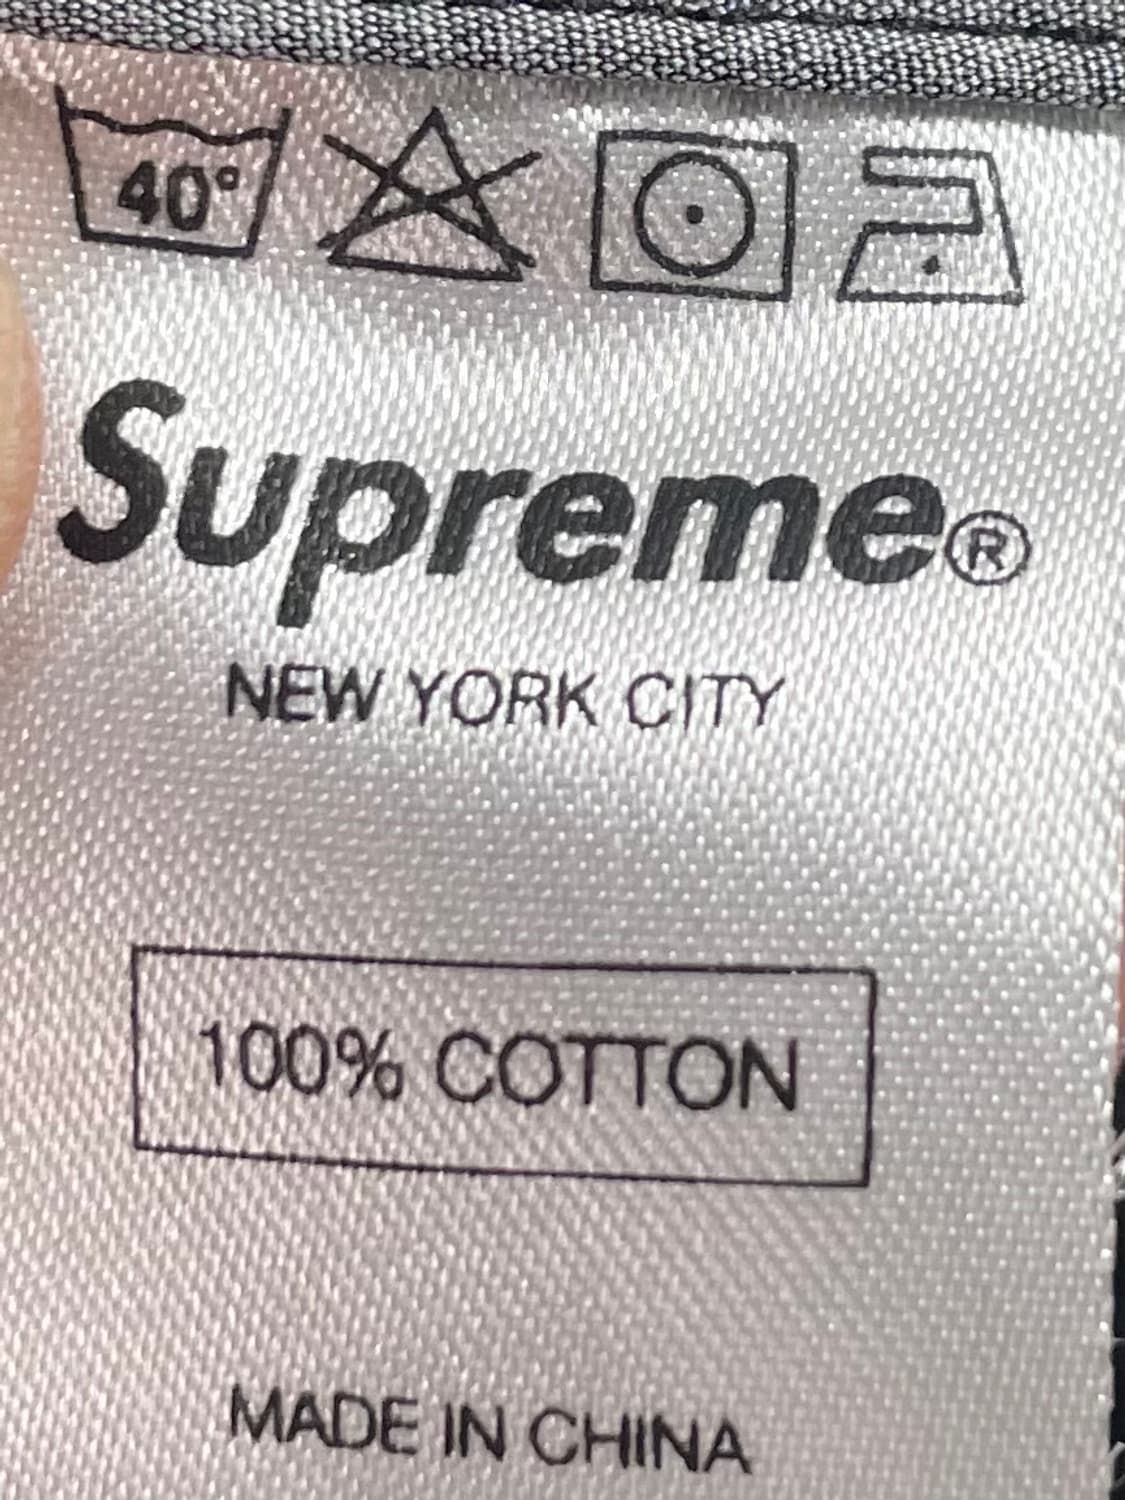 40°
Supreme®
NEW YORK CITY
100% COTTON
MADE IN CHINA